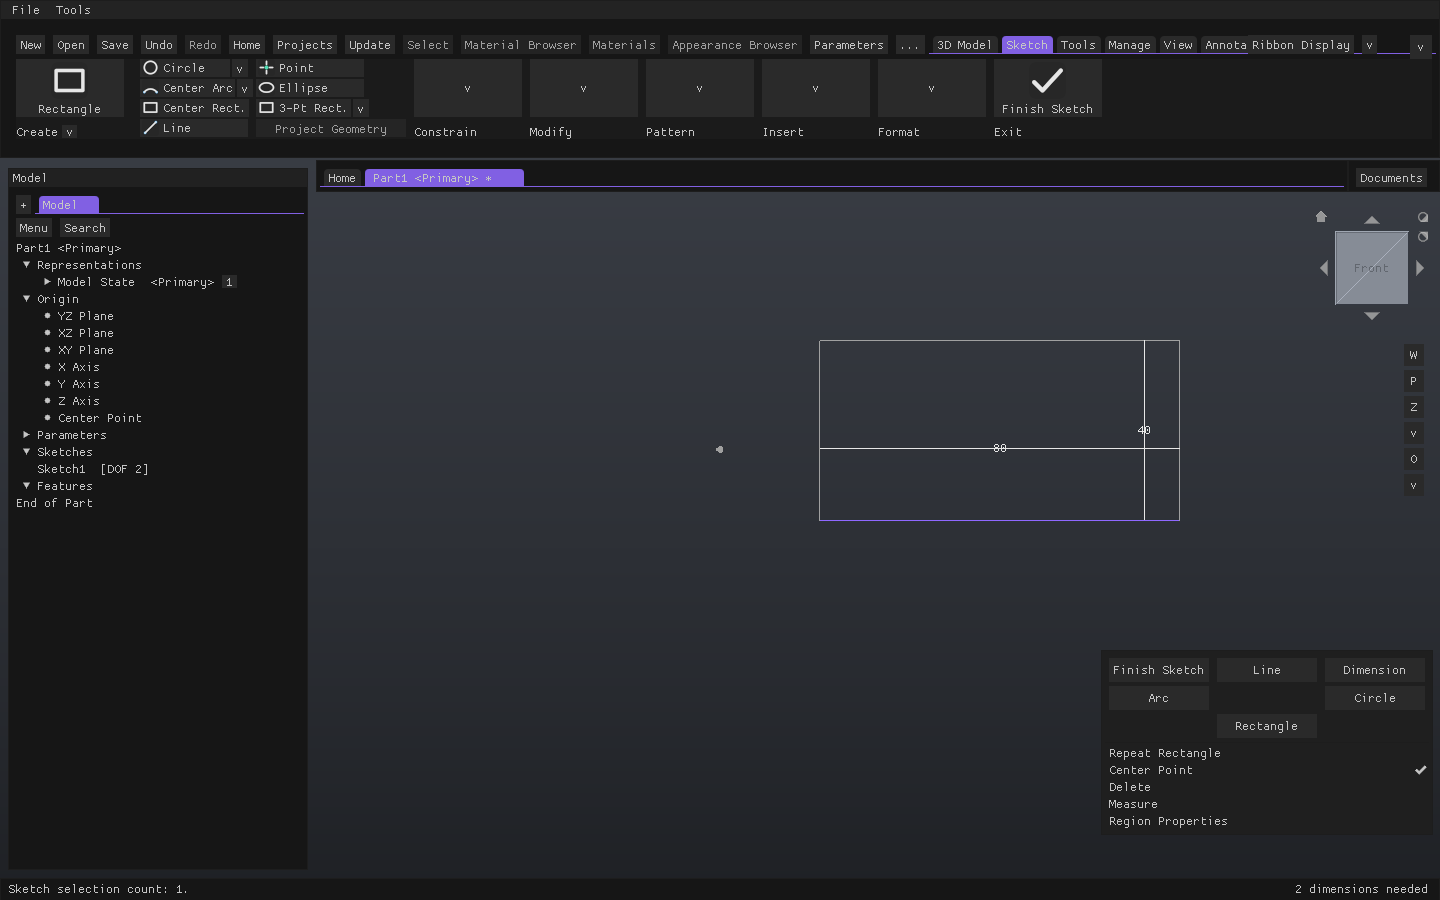 File Tools
New Open Save Undo Redo Home Projects Update Select Material Browser Materials Appearance Browser Parameters ... 3D Model Sketch Tools Manage View Annota Ribbon Display v v
Rectangle
Create v
Circle v Point
Center Arc v Ellipse
Center Rect. 3-Pt Rect. v
Line Project Geometry
v v v v v
Constrain Modify Pattern Insert Format
Finish Sketch
Exit
Model
+ Model
Menu Search
Part1 <Primary>
Representations
Model State <Primary> 1
Origin
YZ Plane
XZ Plane
XY Plane
X Axis
Y Axis
Z Axis
Center Point
Parameters
Sketches
Sketch1 [DOF 2]
Features
End of Part
Home Part1 <Primary> * Documents
Front
W
P
Z
v
O
v
40
80
Finish Sketch Line Dimension
Arc Circle
Rectangle
Repeat Rectangle
Center Point
Delete
Measure
Region Properties
Sketch selection count: 1. 2 dimensions needed